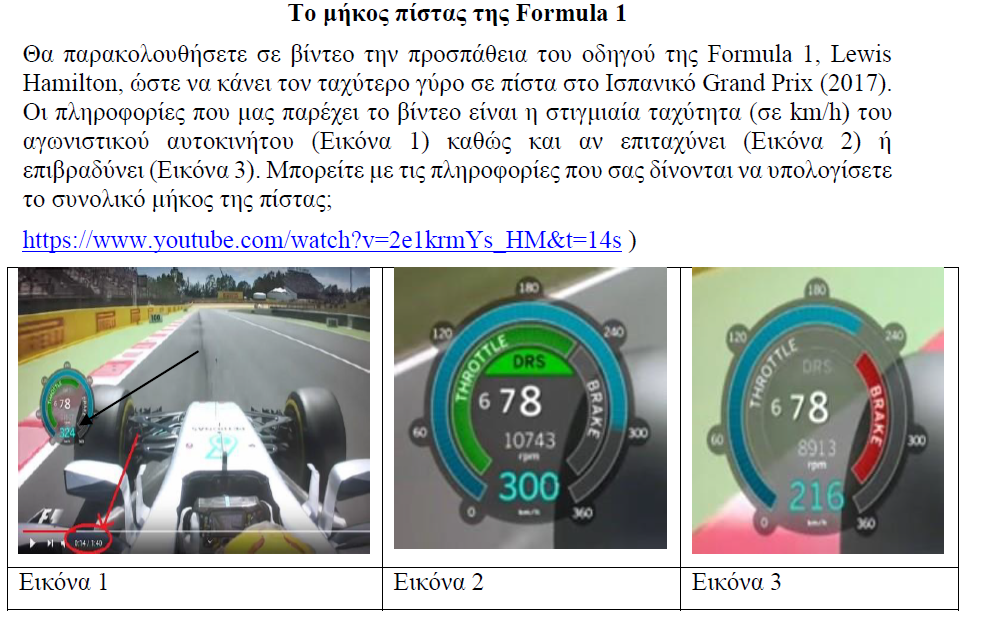 Το μήκος πίστας της Formula 1
Θα παρακολουθήσετε σε βίντεο την προσπάθεια του οδηγού της Formula 1, Lewis
Hamilton, ώστε να κάνει τον ταχύτερο γύρο σε πίστα στο Ισπανικό Grand Prix (2017).
Οι πληροφορίες που μας παρέχει το βίντεο είναι η στιγμιαία ταχύτητα (σε km/h) του
αγωνιστικού αυτοκινήτου (Εικόνα 1) καθώς και αν επιταχύνει (Εικόνα 2) ή
επιβραδύνει (Εικόνα 3). Μπορείτε με τις πληροφορίες που σας δίνονται να υπολογίσετε
το συνολικό μήκος της πίστας;
https://www.youtube.com/watch?v=2e1krmYs_HM&t=14s )
78
324
F1
0:14 / 1:40
180
120
240
THROTTLE
DRS
BRAKE
6 78
60
300
10743
rpm
300
km/h
0
360
180
120
240
THROTTLE
DRS
BRAKE
6 78
60
300
8913
rpm
216
km/h
0
360
Εικόνα 1
Εικόνα 2
Εικόνα 3